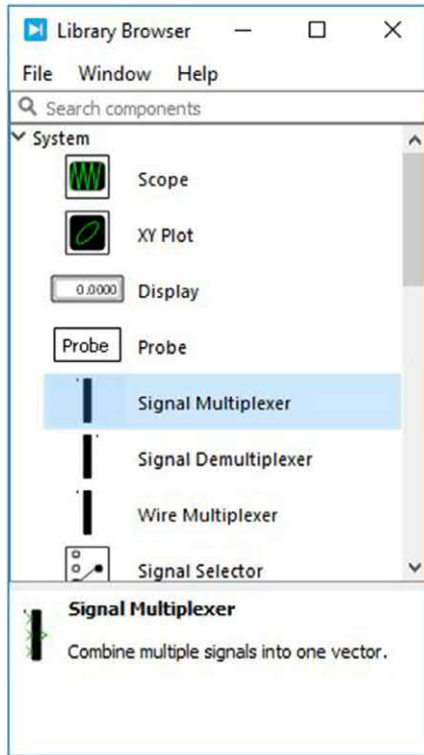 Library Browser
File Window Help
Search components
System
Scope
XY Plot
0.0000 Display
Probe Probe
Signal Multiplexer
Signal Demultiplexer
Wire Multiplexer
Signal Selector
Signal Multiplexer
Combine multiple signals into one vector.